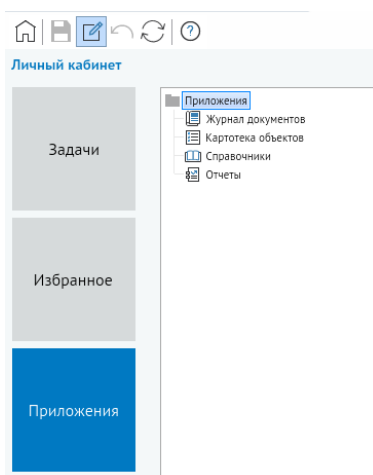 Личный кабинет
Задачи
Избранное
Приложения
Приложения
Журнал документов
Картотека объектов
Справочники
Отчеты